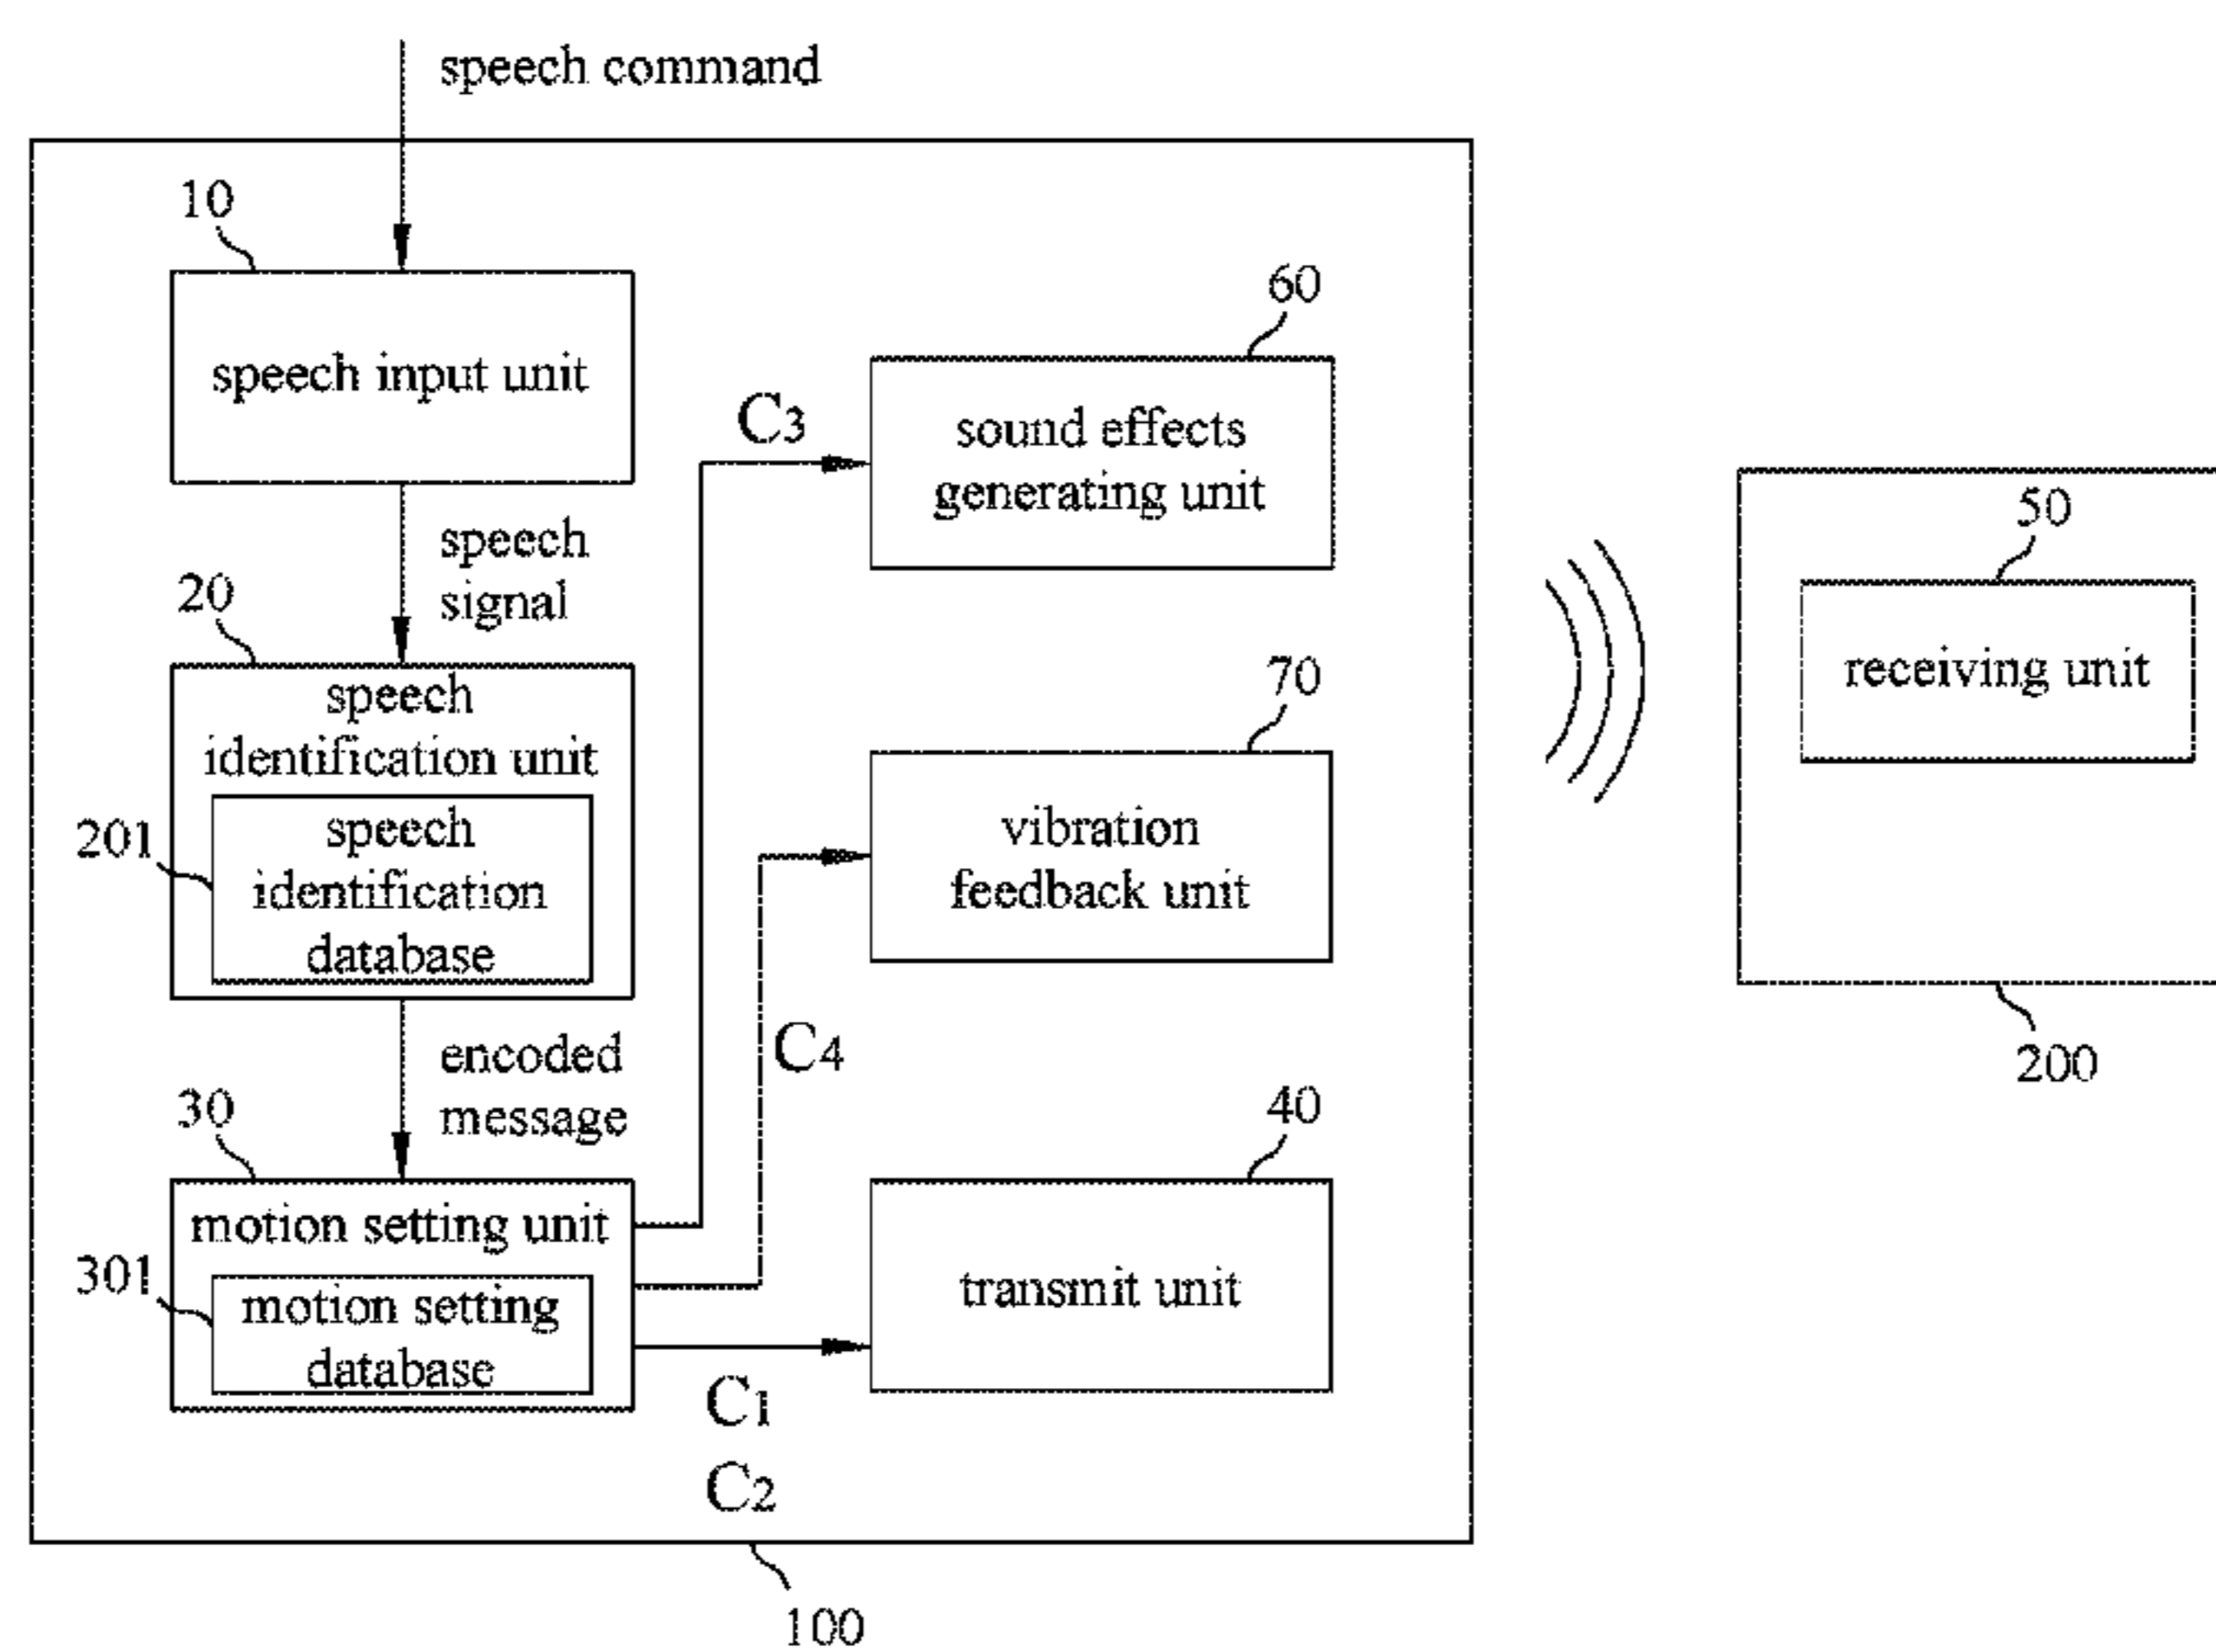 speech command
10
speech input unit
60
C3
sound effects
generating unit
50
receiving unit
speech
signal
20
speech
identification unit
201
speech
identification
database
70
vibration
feedback unit
C4
200
encoded
message
30
motion setting unit
301
motion setting
database
40
transmit unit
C1
C2
100